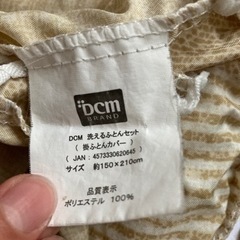 DCM
BRAND
DCM 洗えるふとんセット
( 掛ふとんカバー )
( JAN : 4573330620645 )
サイズ 約150×210cm
品質表示
ポリエステル 100%